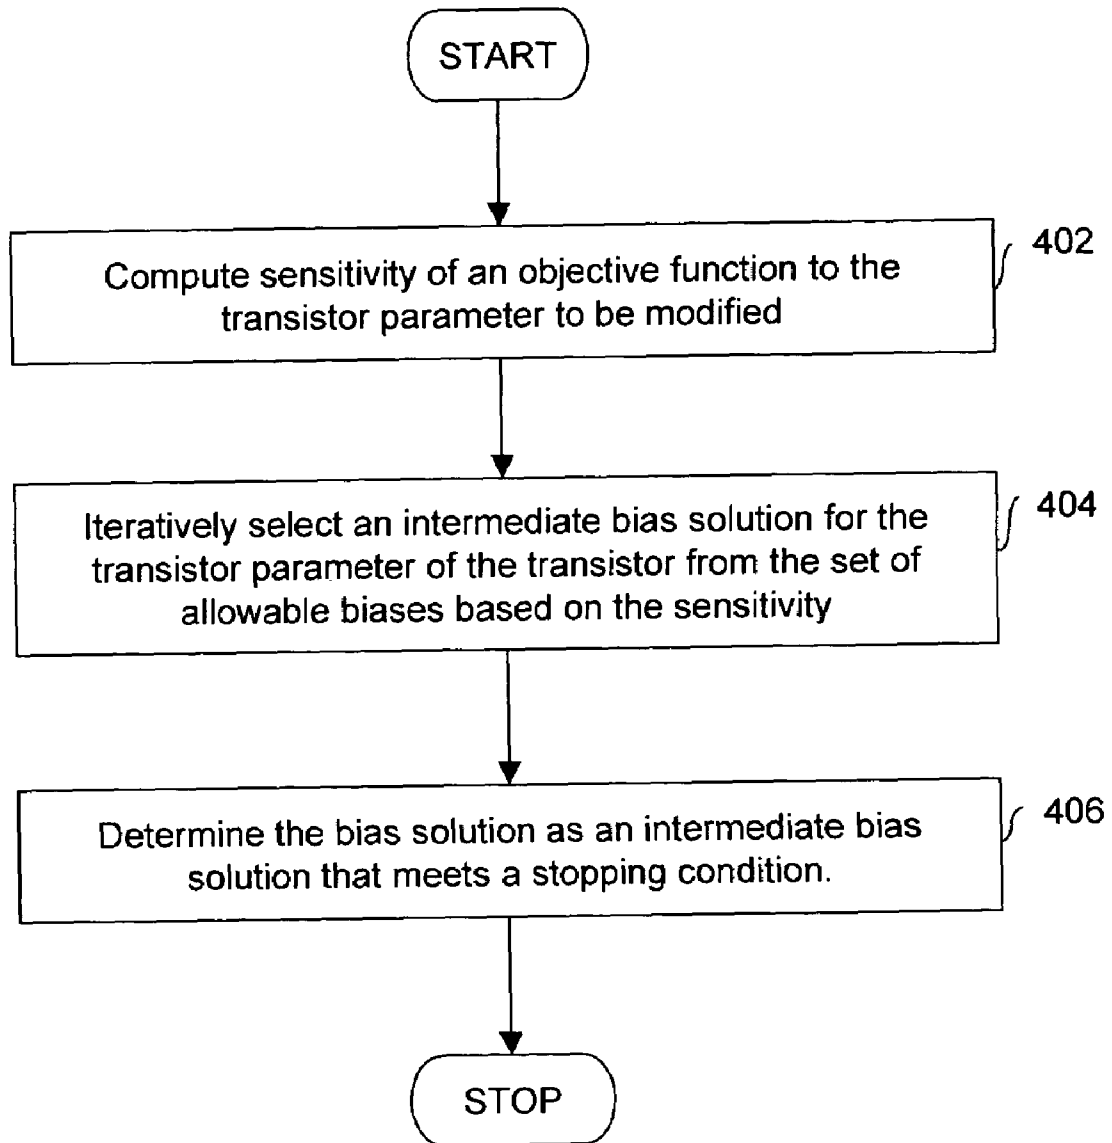 START
Compute sensitivity of an objective function to the
transistor parameter to be modified
402
Iteratively select an intermediate bias solution for the
transistor parameter of the transistor from the set of
allowable biases based on the sensitivity
404
Determine the bias solution as an intermediate bias
solution that meets a stopping condition.
406
STOP